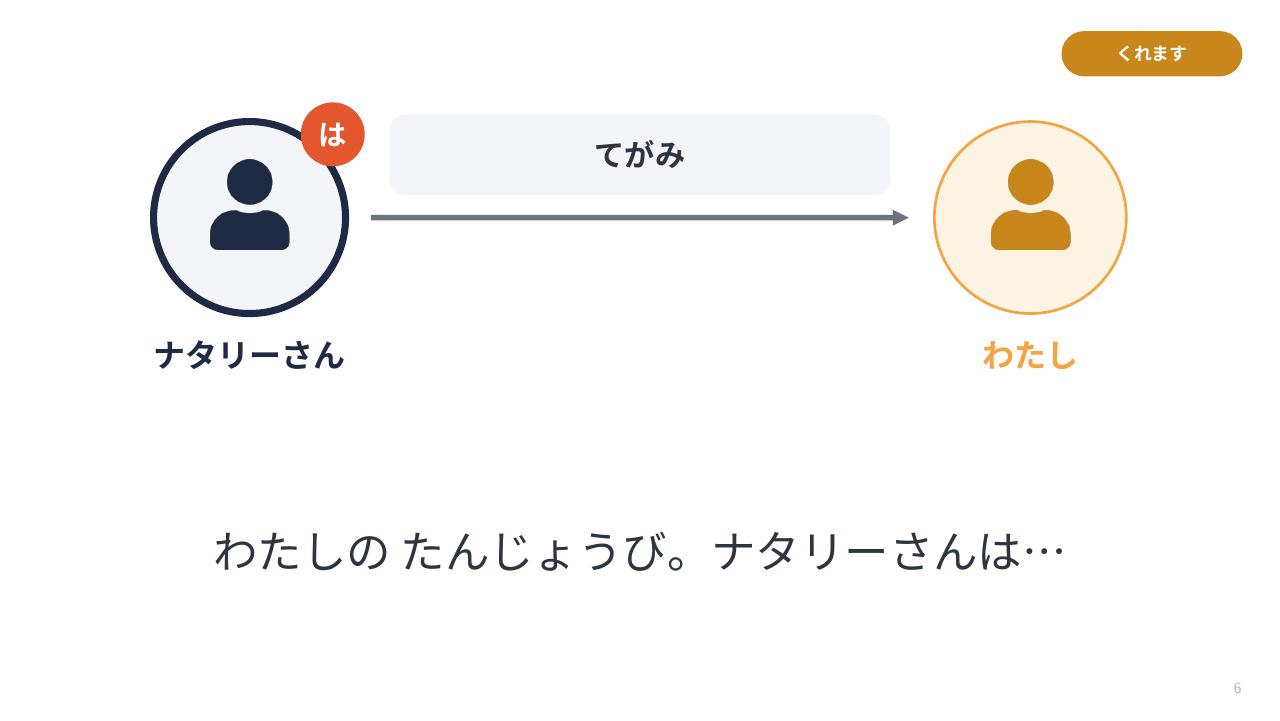 くれます
は
てがみ
ナタリーさん
わたし
わたしの たんじょうび。ナタリーさんは…
6